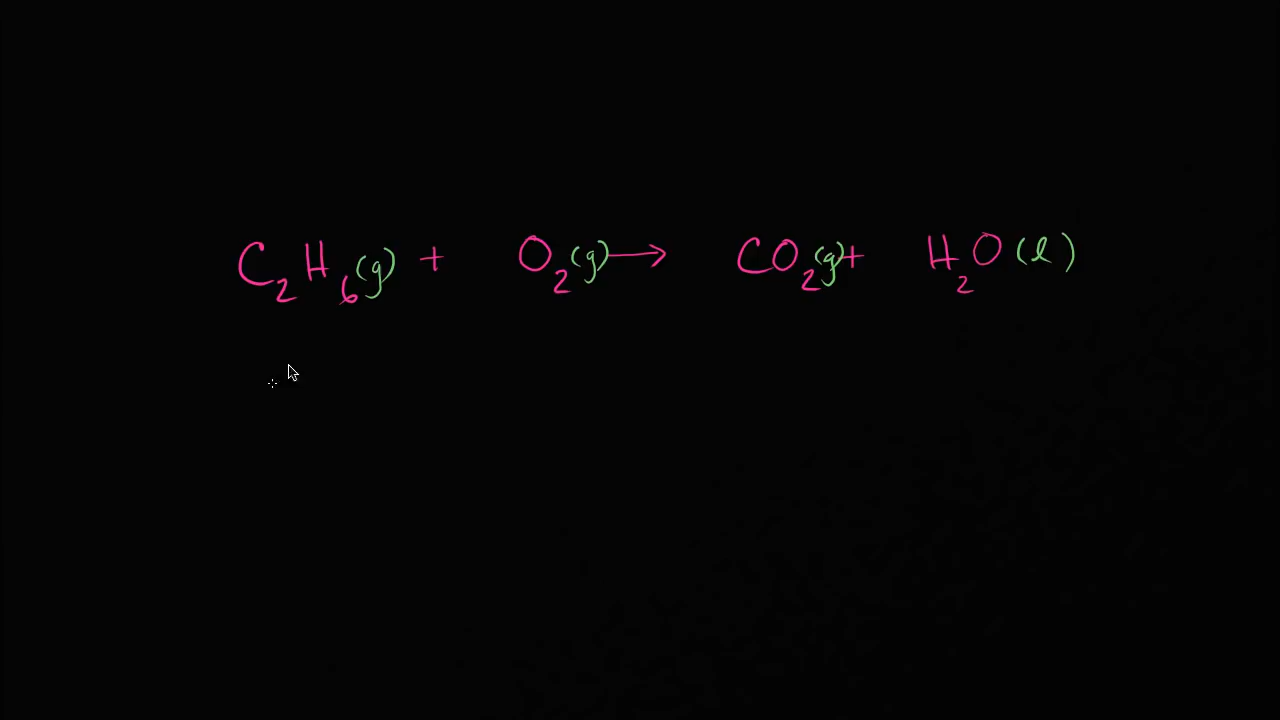 C₂H₆(g) + O₂(g) → CO₂(g) + H₂O(l)